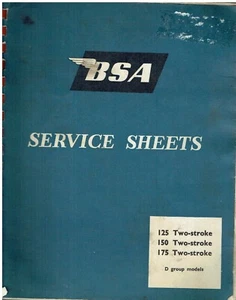 BSA
SERVICE SHEETS
125 Two-stroke
150 Two-stroke
175 Two-stroke
D group models